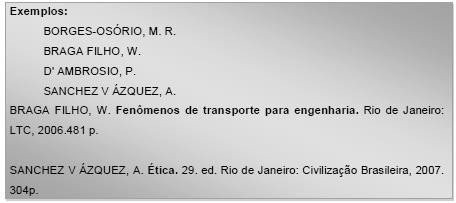 Exemplos:
BORGES-OSÓRIO, M. R.
BRAGA FILHO, W.
D' AMBROSIO, P.
SANCHEZ V ÁZQUEZ, A.
BRAGA FILHO, W. Fenômenos de transporte para engenharia. Rio de Janeiro:
LTC, 2006.481 p.
SANCHEZ V ÁZQUEZ, A. Ética. 29. ed. Rio de Janeiro: Civilização Brasileira, 2007.
304p.